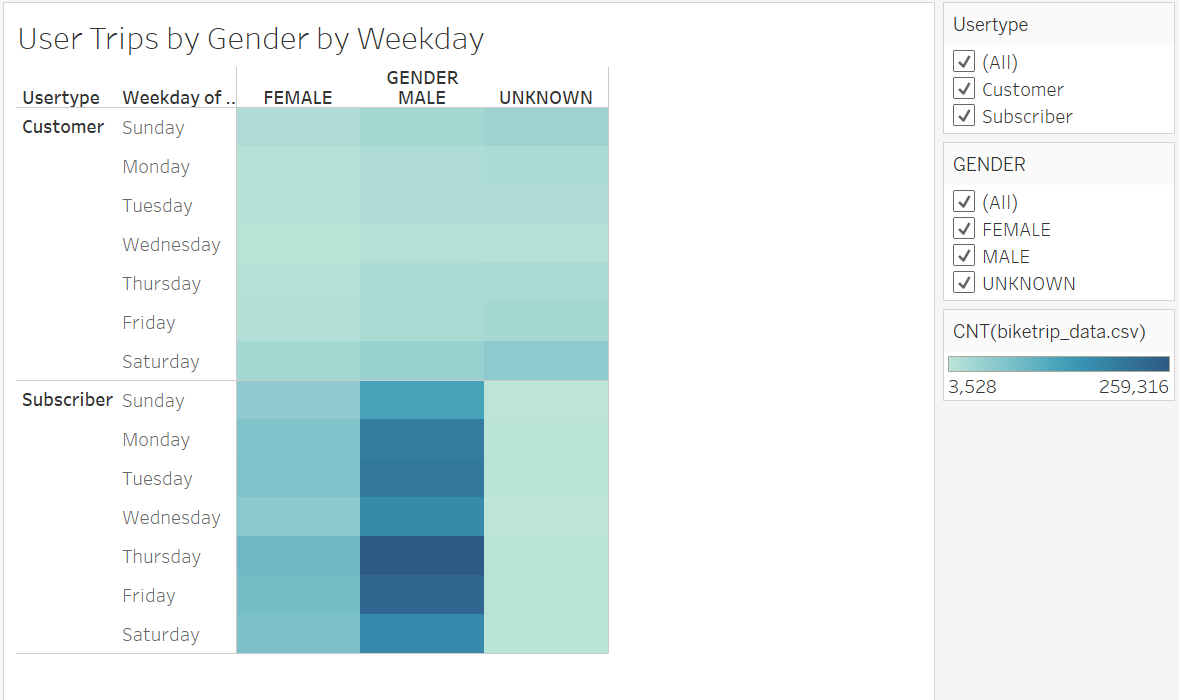 User Trips by Gender by Weekday
GENDER
Usertype Weekday of .. FEMALE MALE UNKNOWN
Customer Sunday
Monday
Tuesday
Wednesday
Thursday
Friday
Saturday
Subscriber Sunday
Monday
Tuesday
Wednesday
Thursday
Friday
Saturday
Usertype
(All)
Customer
Subscriber
GENDER
(All)
FEMALE
MALE
UNKNOWN
CNT(biketrip_data.csv)
3,528 259,316